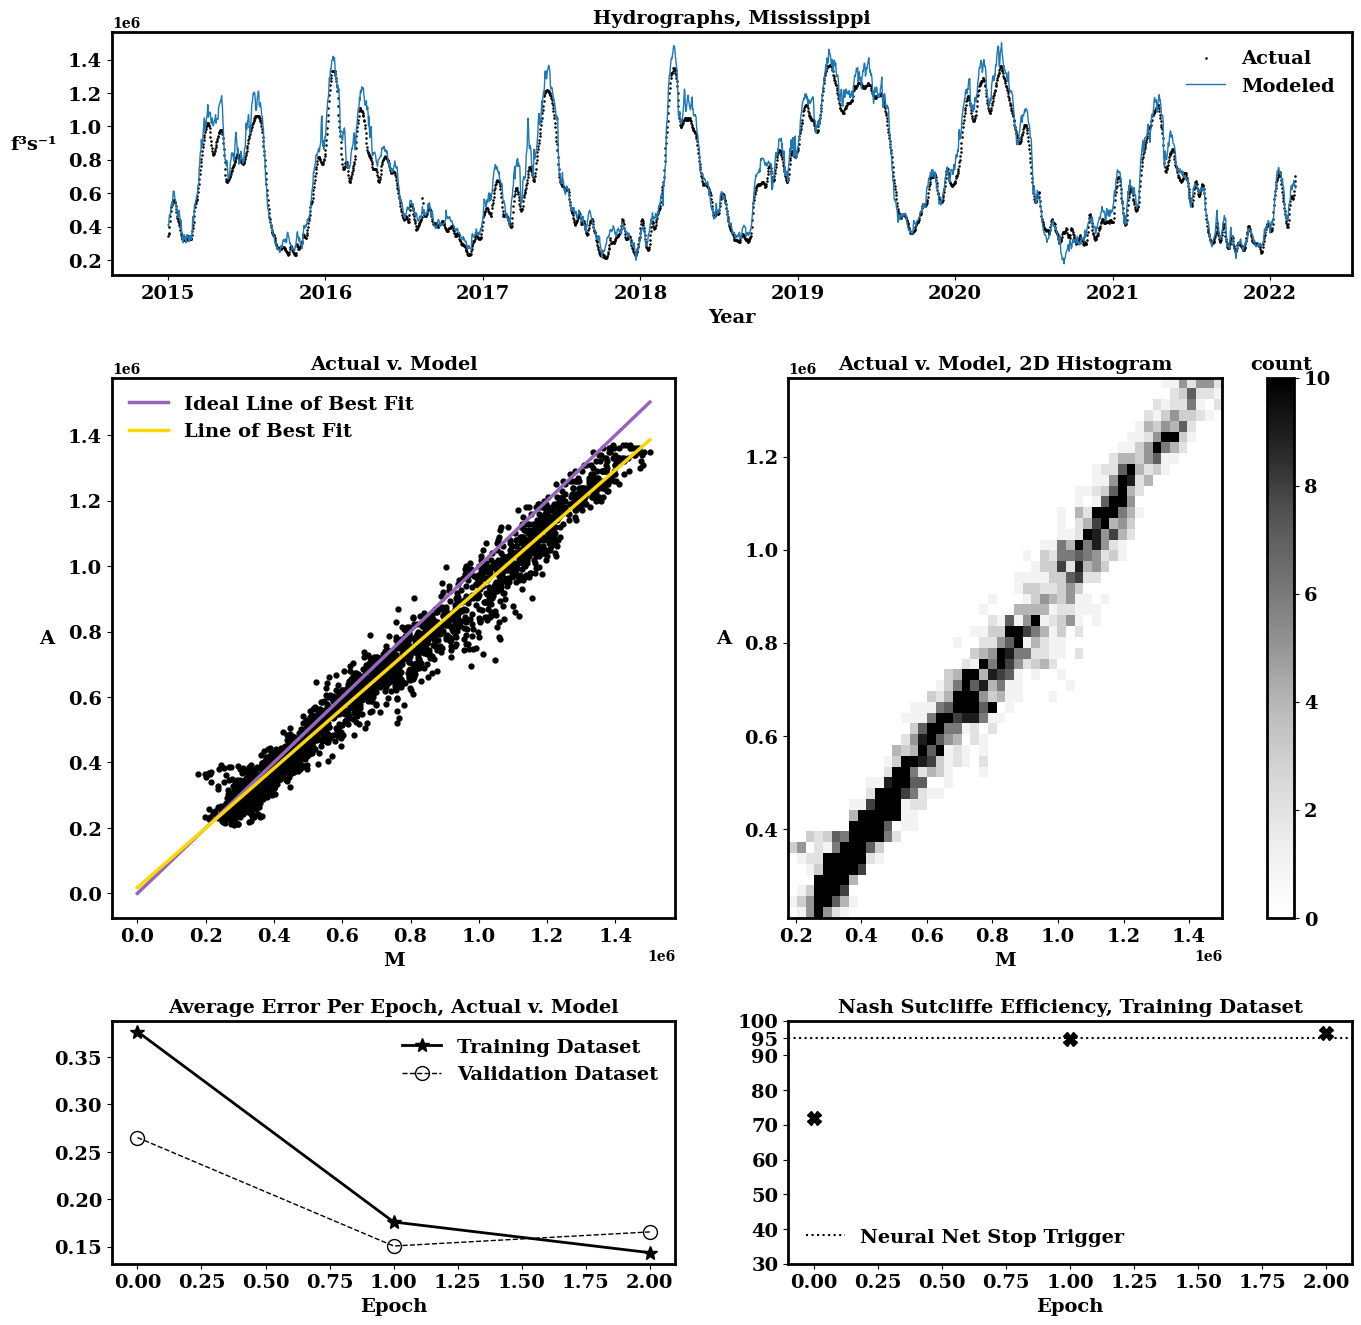 Hydrographs, Mississippi
1e6
1.4
1.2
1.0
0.8
0.6
0.4
0.2
f³s⁻¹
Actual
Modeled
2015 2016 2017 2018 2019 2020 2021 2022
Year
Actual v. Model
1e6
Ideal Line of Best Fit
Line of Best Fit
1.4
1.2
1.0
0.8
0.6
0.4
0.2
0.0
A
0.0 0.2 0.4 0.6 0.8 1.0 1.2 1.4
1e6
M
Actual v. Model, 2D Histogram
1e6
1.2
1.0
0.8
0.6
0.4
A
0.2 0.4 0.6 0.8 1.0 1.2 1.4
1e6
M
count
10
8
6
4
2
0
Average Error Per Epoch, Actual v. Model
Training Dataset
Validation Dataset
0.35
0.30
0.25
0.20
0.15
0.00 0.25 0.50 0.75 1.00 1.25 1.50 1.75 2.00
Epoch
Nash Sutcliffe Efficiency, Training Dataset
100
95
90
80
70
60
50
40
30
Neural Net Stop Trigger
0.00 0.25 0.50 0.75 1.00 1.25 1.50 1.75 2.00
Epoch